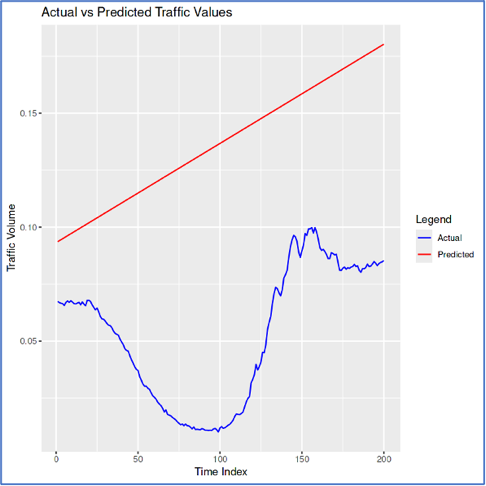 Actual vs Predicted Traffic Values
Traffic Volume
0.15
0.10
0.05
0 50 100 150 200
Time Index
Legend
Actual
Predicted